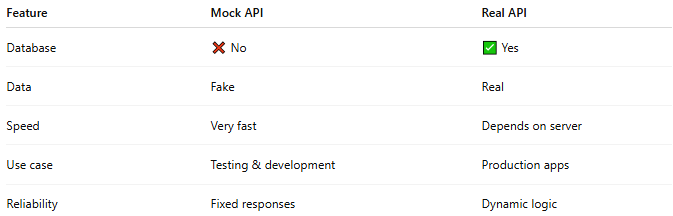 Feature Mock API Real API
Database ❌ No ✅ Yes
Data Fake Real
Speed Very fast Depends on server
Use case Testing & development Production apps
Reliability Fixed responses Dynamic logic